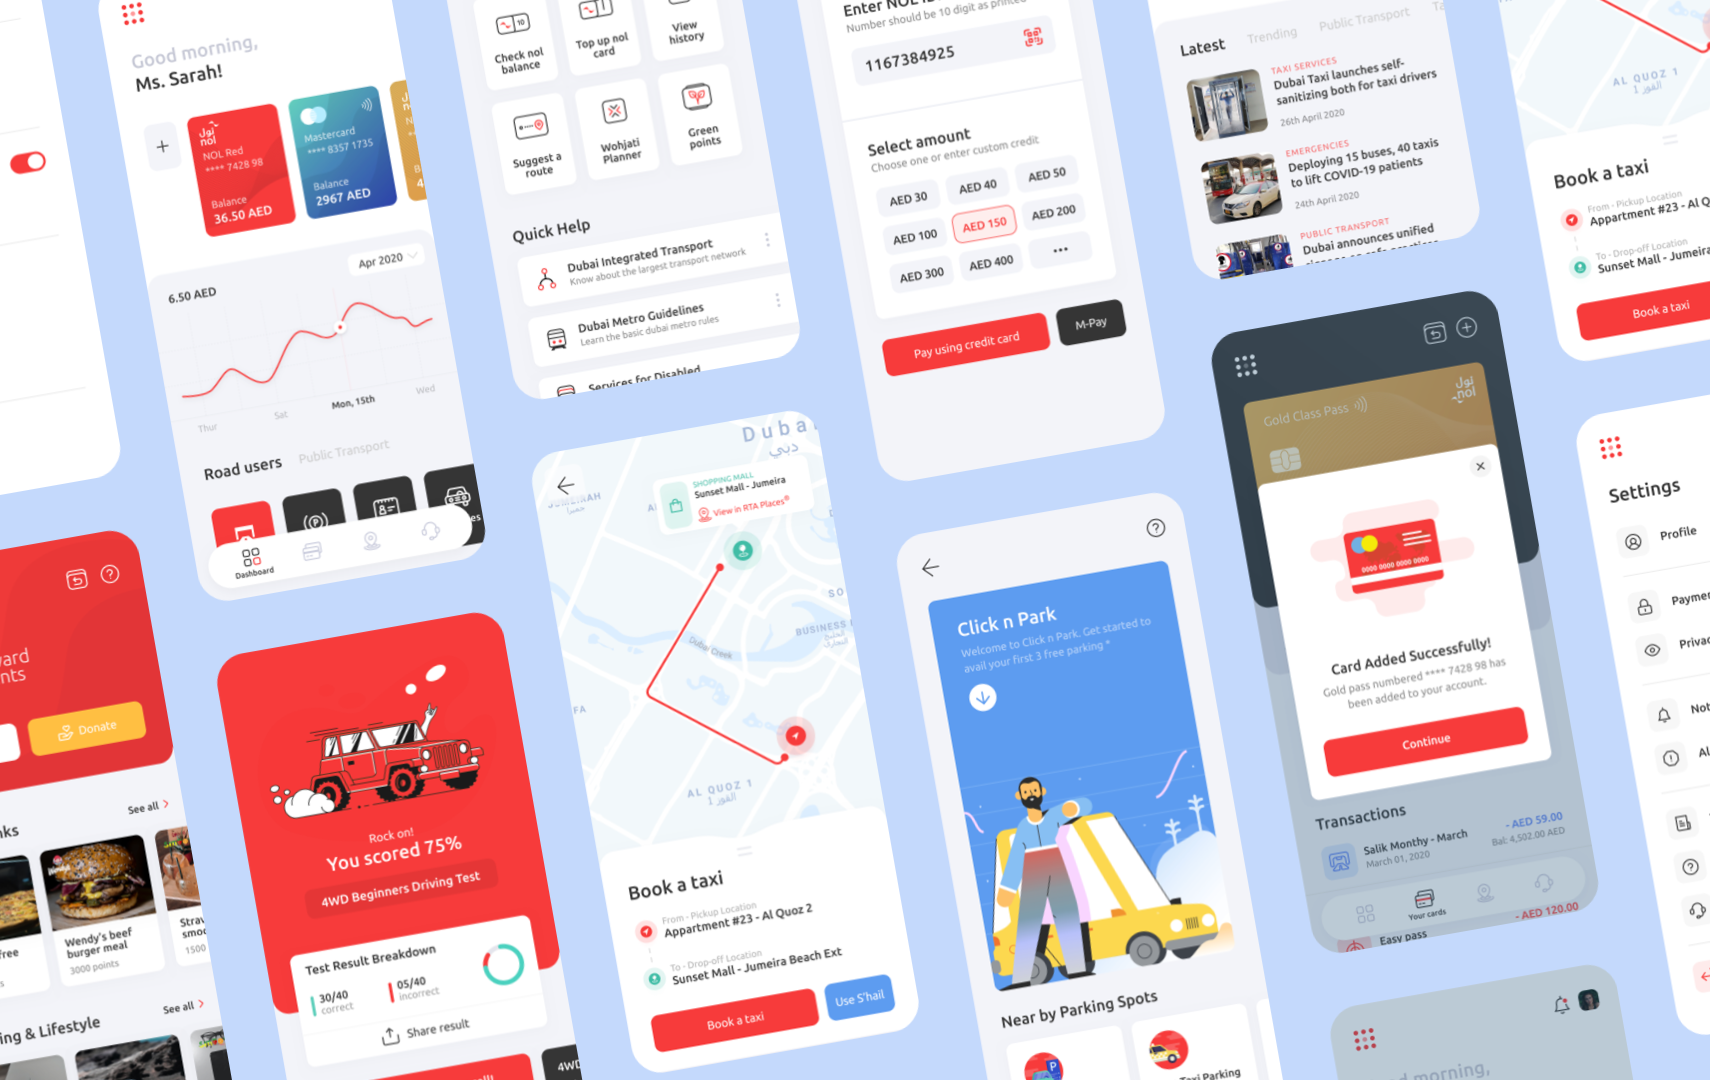 Good morning,
Ms. Sarah!
نول
nol
NOL Red
**** 7428 98
Balance
36.50 AED
Mastercard
**** 8357 1735
Balance
2967 AED
6.50 AED
Apr 2020
Thur
Sat
Mon, 15th
Wed
Road users
Public Transport
Dashboard
Check nol
balance
Top up nol
card
View
history
Suggest a
route
Wohjati
Planner
Green
points
Quick Help
Dubai Integrated Transport
Know about the largest transport network
Dubai Metro Guidelines
Learn the basic dubai metro rules
Services for Disabled
Enter NOL
Number should be 10 digit as printed
1167384925
Select amount
Choose one or enter custom credit
AED 30
AED 40
AED 50
AED 100
AED 150
AED 200
AED 300
AED 400
Pay using credit card
M-Pay
Latest
Trending
Public Transport
TAXI SERVICES
Dubai Taxi launches self-
sanitizing both for taxi drivers
26th April 2020
EMERGENCIES
Deploying 15 buses, 40 taxis
to lift COVID-19 patients
24th April 2020
PUBLIC TRANSPORT
Dubai announces unified
AL QUOZ 1
القوز 1
Book a taxi
From - Pickup Location
Appartment #23 - Al Q
To - Drop-off Location
Sunset Mall - Jumeira
Book a taxi
Donate
See all
Wendy's beef
burger meal
3000 points
1500
See all
& Lifestyle
Rock on!
You scored 75%
4WD Beginners Driving Test
Test Result Breakdown
30/40
correct
05/40
incorrect
Share result
4WD
Dubai
دبي
SHOPPING MALL
Sunset Mall - Jumeira
View in RTA Places
Dubai Creek
BUSINESS
AL QUOZ 1
القوز 1
Book a taxi
From - Pickup Location
Appartment #23 - Al Quoz 2
To - Drop-off Location
Sunset Mall - Jumeira Beach Ext
Book a taxi
Use S'hail
Click n Park
Welcome to Click n Park. Get started to
avail your first 3 free parking *
Near by Parking Spots
P
Taxi Parking
Gold Class Pass
نول
nol
0000 0000 0000 0000
Card Added Successfully!
Gold pass numbered **** 7428 98 has
been added to your account.
Continue
Transactions
Salik Monthy - March
March 01, 2020
- AED 59.00
Bal: 4,502.00 AED
Your cards
- AED 120.00
Easy pass
Settings
Profile
morning,